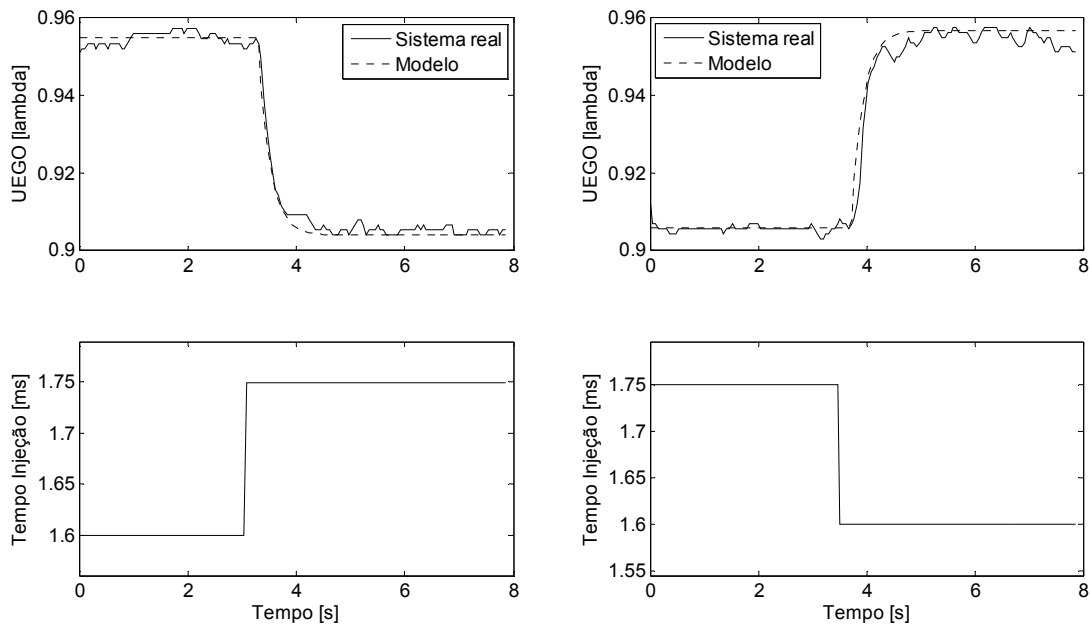 0.96
0.94
0.92
0.9
UEGO [lambda]
Sistema real
Modelo
0 2 4 6 8
0.96
0.94
0.92
0.9
UEGO [lambda]
Sistema real
Modelo
0 2 4 6 8
1.75
1.7
1.65
1.6
Tempo Injeção [ms]
0 2 4 6 8
Tempo [s]
1.75
1.7
1.65
1.6
1.55
Tempo Injeção [ms]
0 2 4 6 8
Tempo [s]